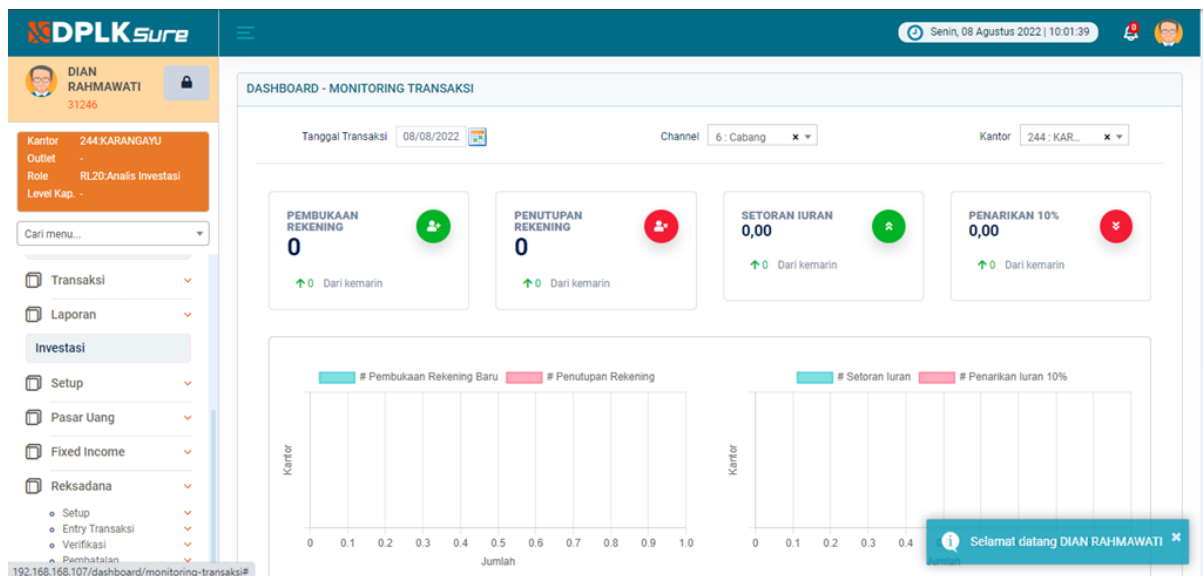 DPLK Sure
Senin, 08 Agustus 2022 | 10:01:39
DIAN
RAHMAWATI
31246
Kantor 244:KARANGAYU
Outlet -
Role RL20:Analis Investasi
Level Kap. -
Cari menu...
Transaksi
Laporan
Investasi
Setup
Pasar Uang
Fixed Income
Reksadana
Setup
Entry Transaksi
Verifikasi
Pembatalan
192.168.168.107/dashboard/monitoring-transaksi#
DASHBOARD - MONITORING TRANSAKSI
Tanggal Transaksi 08/08/2022 Channel 6 : Cabang × Kantor 244 : KAR... ×
PEMBUKAAN
REKENING
0
0 Dari kemarin
PENUTUPAN
REKENING
0
0 Dari kemarin
SETORAN IURAN
0,00
0 Dari kemarin
PENARIKAN 10%
0,00
0 Dari kemarin
# Pembukaan Rekening Baru # Penutupan Rekening
Kantor
0 0.1 0.2 0.3 0.4 0.5 0.6 0.7 0.8 0.9 1.0
Jumlah
# Setoran Iuran # Penarikan Iuran 10%
Kantor
0 0.1 0.2 0.3 0.4
Jumlah
Selamat datang DIAN RAHMAWATI ×